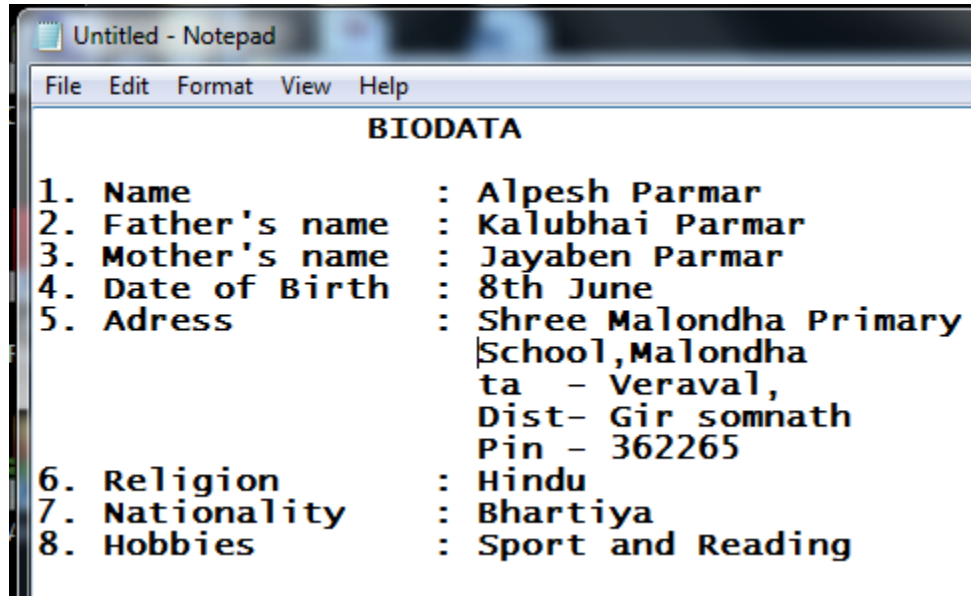 Untitled - Notepad
File Edit Format View Help
BIODATA
1. Name : Alpesh Parmar
2. Father's name : Kalubhai Parmar
3. Mother's name : Jayaben Parmar
4. Date of Birth : 8th June
5. Adress : Shree Malondha Primary
School,Malondha
ta - Veraval,
Dist- Gir somnath
Pin - 362265
6. Religion : Hindu
7. Nationality : Bhartiya
8. Hobbies : Sport and Reading